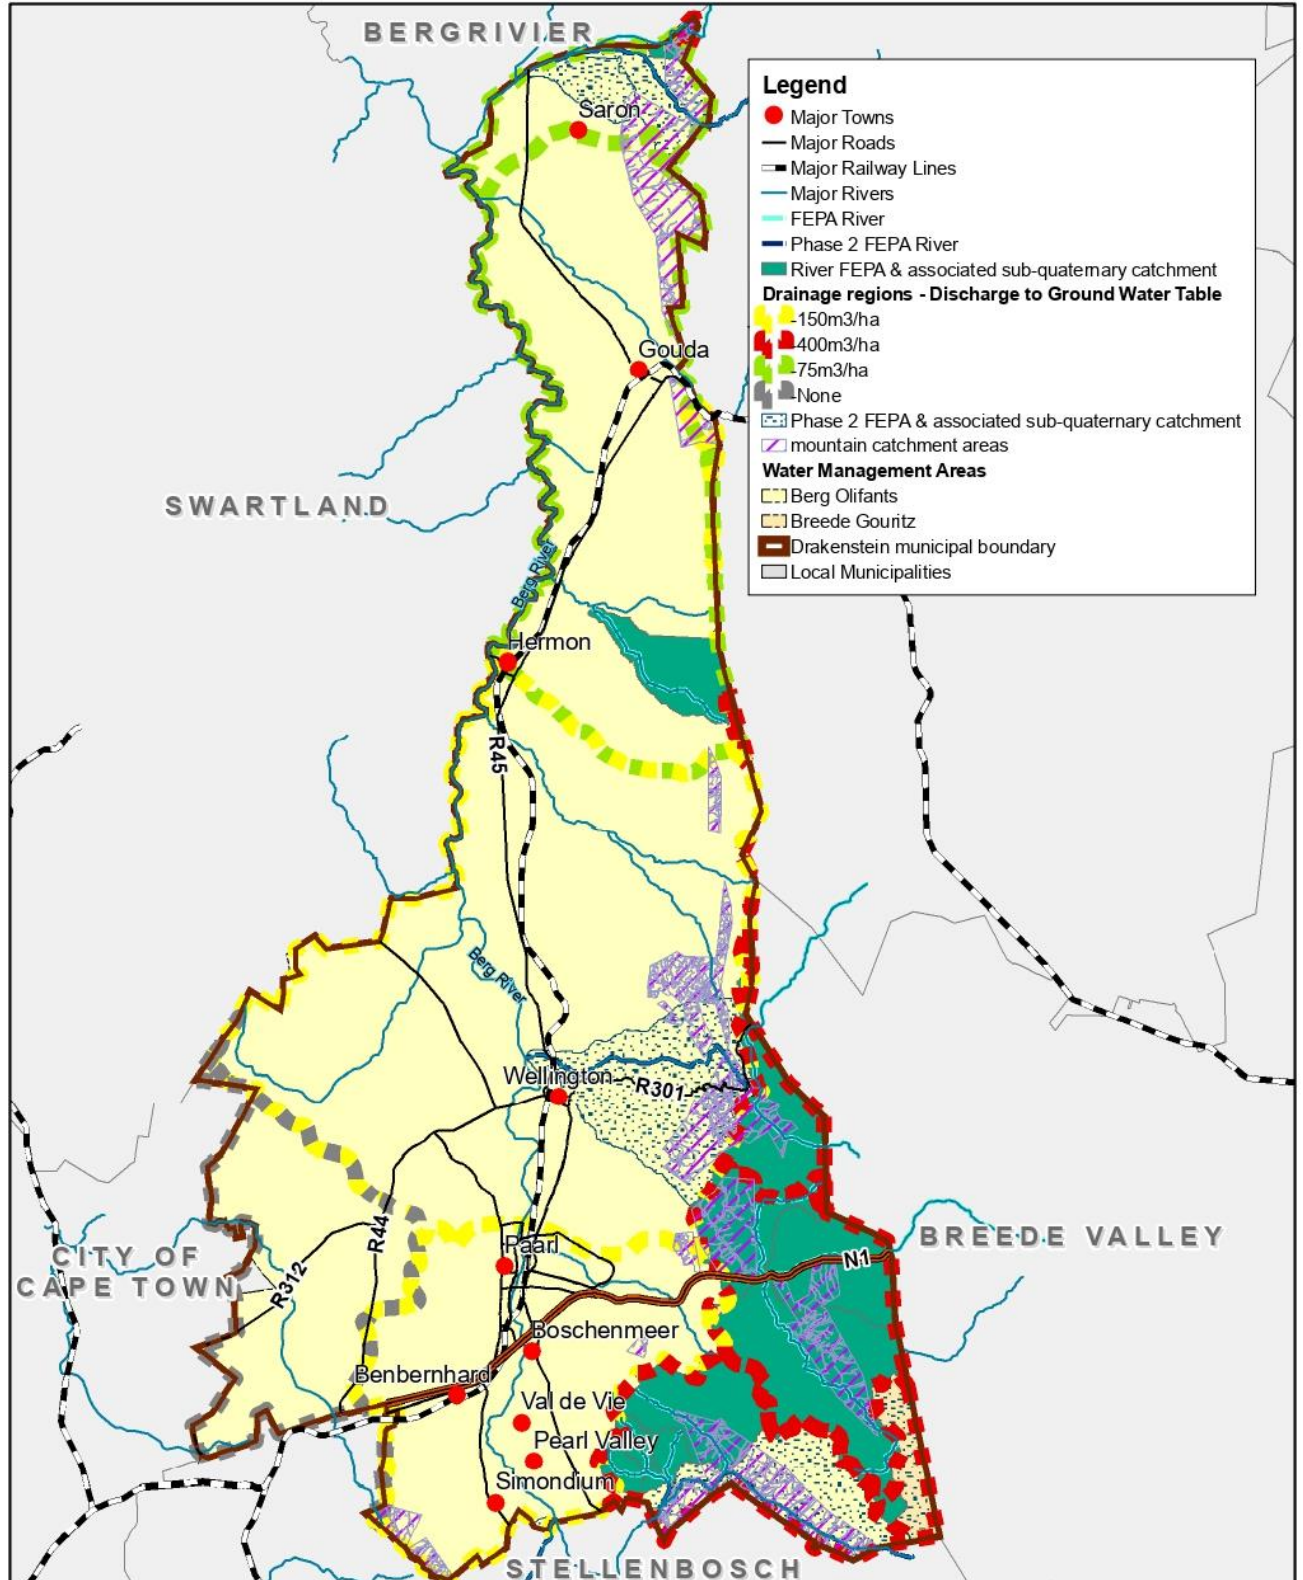 BERGRIVIER
Legend
Major Towns
Major Roads
Major Railway Lines
Major Rivers
FEPA River
Phase 2 FEPA River
River FEPA & associated sub-quaternary catchment
Drainage regions - Discharge to Ground Water Table
-150m3/ha
-400m3/ha
-75m3/ha
-None
Phase 2 FEPA & associated sub-quaternary catchment
mountain catchment areas
Water Management Areas
Berg Olifants
Breede Gouritz
Drakenstein municipal boundary
Local Municipalities
Saron
Gouda
SWARTLAND
Berg River
Hermon
R45
Berg River
Wellington
R301
R44
Paarl
BREEDE VALLEY
N1
CITY OF
CAPE TOWN
R312
Boschenmeer
Benbernhard
Val de Vie
Pearl Valley
Simondium
STELLENBOSCH